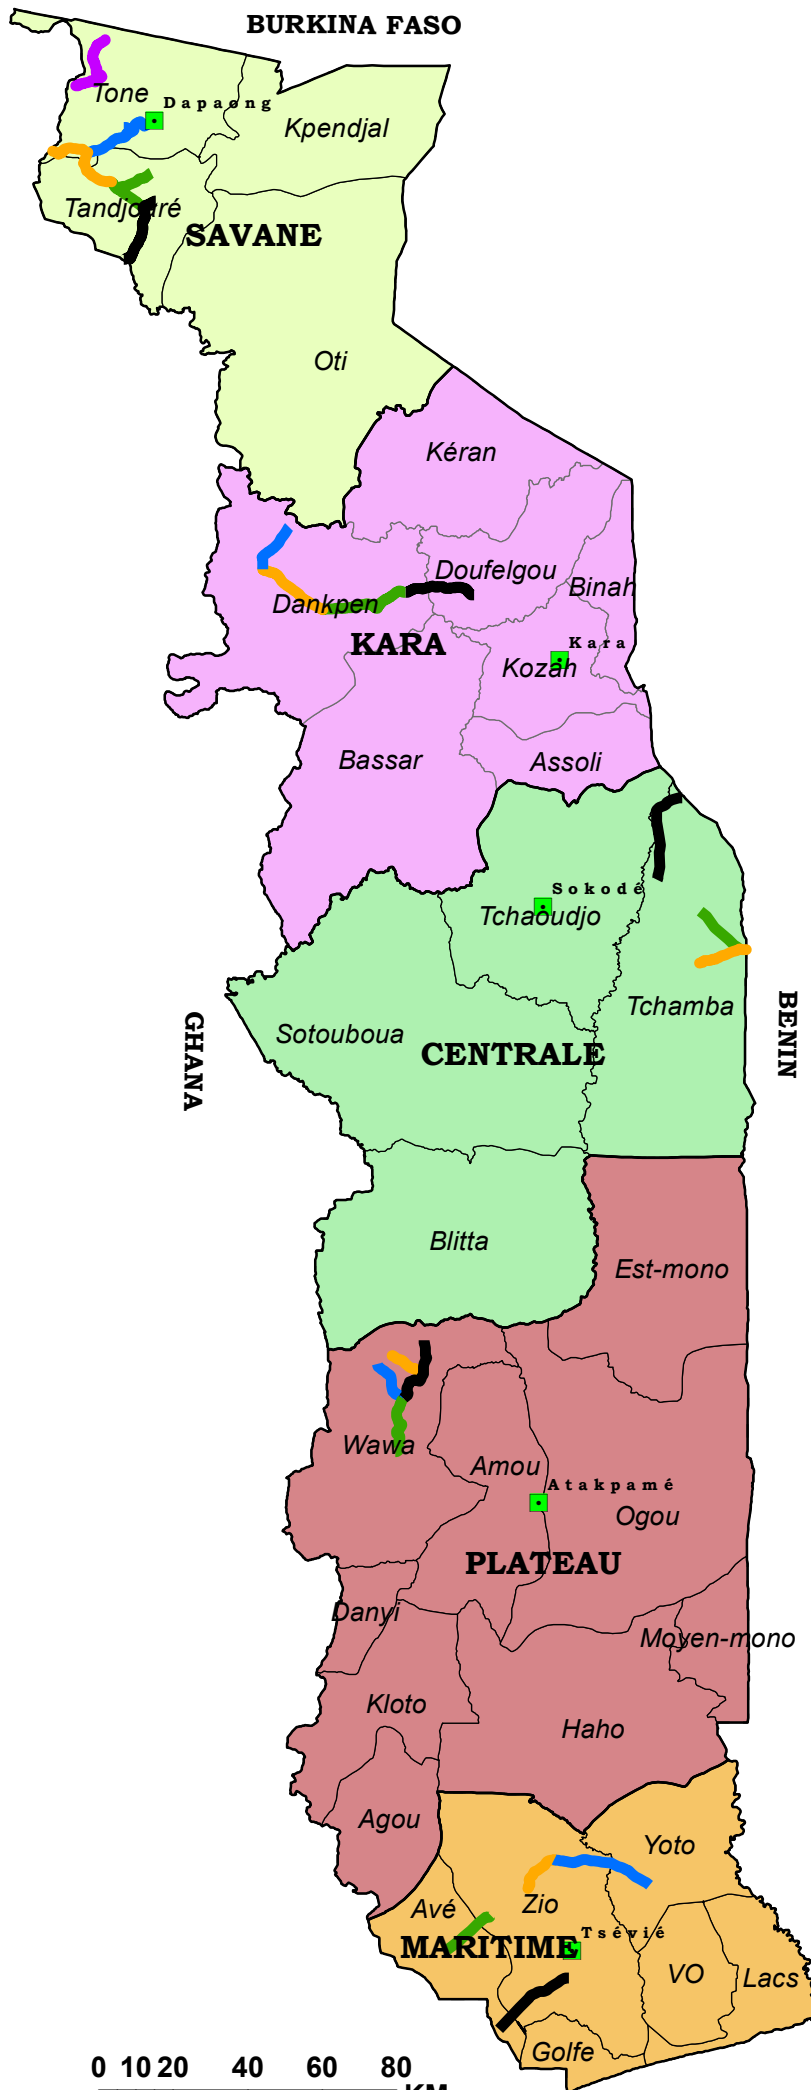 BURKINA FASO
Tone
Dapaong
Kpendjal
Tandjouré
SAVANE
Oti
Kéran
Doufelgou
Binah
Dankpen
KARA
Kara
Kozah
Bassar
Assoli
Sokodé
Tchaoudjo
Tchamba
BENIN
GHANA
Sotouboua
CENTRALE
Blitta
Est-mono
Wawa
Amou
Atakpamé
Ogou
PLATEAU
Danyi
Moyen-mono
Kloto
Haho
Agou
Yoto
Avé
Zio
Tsévié
MARITIME
VO
Lacs
Golfe
0 10 20 40 60 80
KM